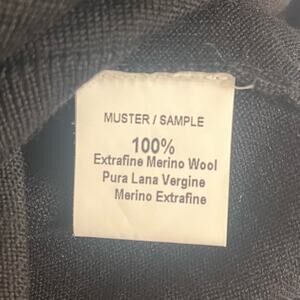 MUSTER / SAMPLE
100%
Extrafine Merino Wool
Pura Lana Vergine
Merino Extrafine